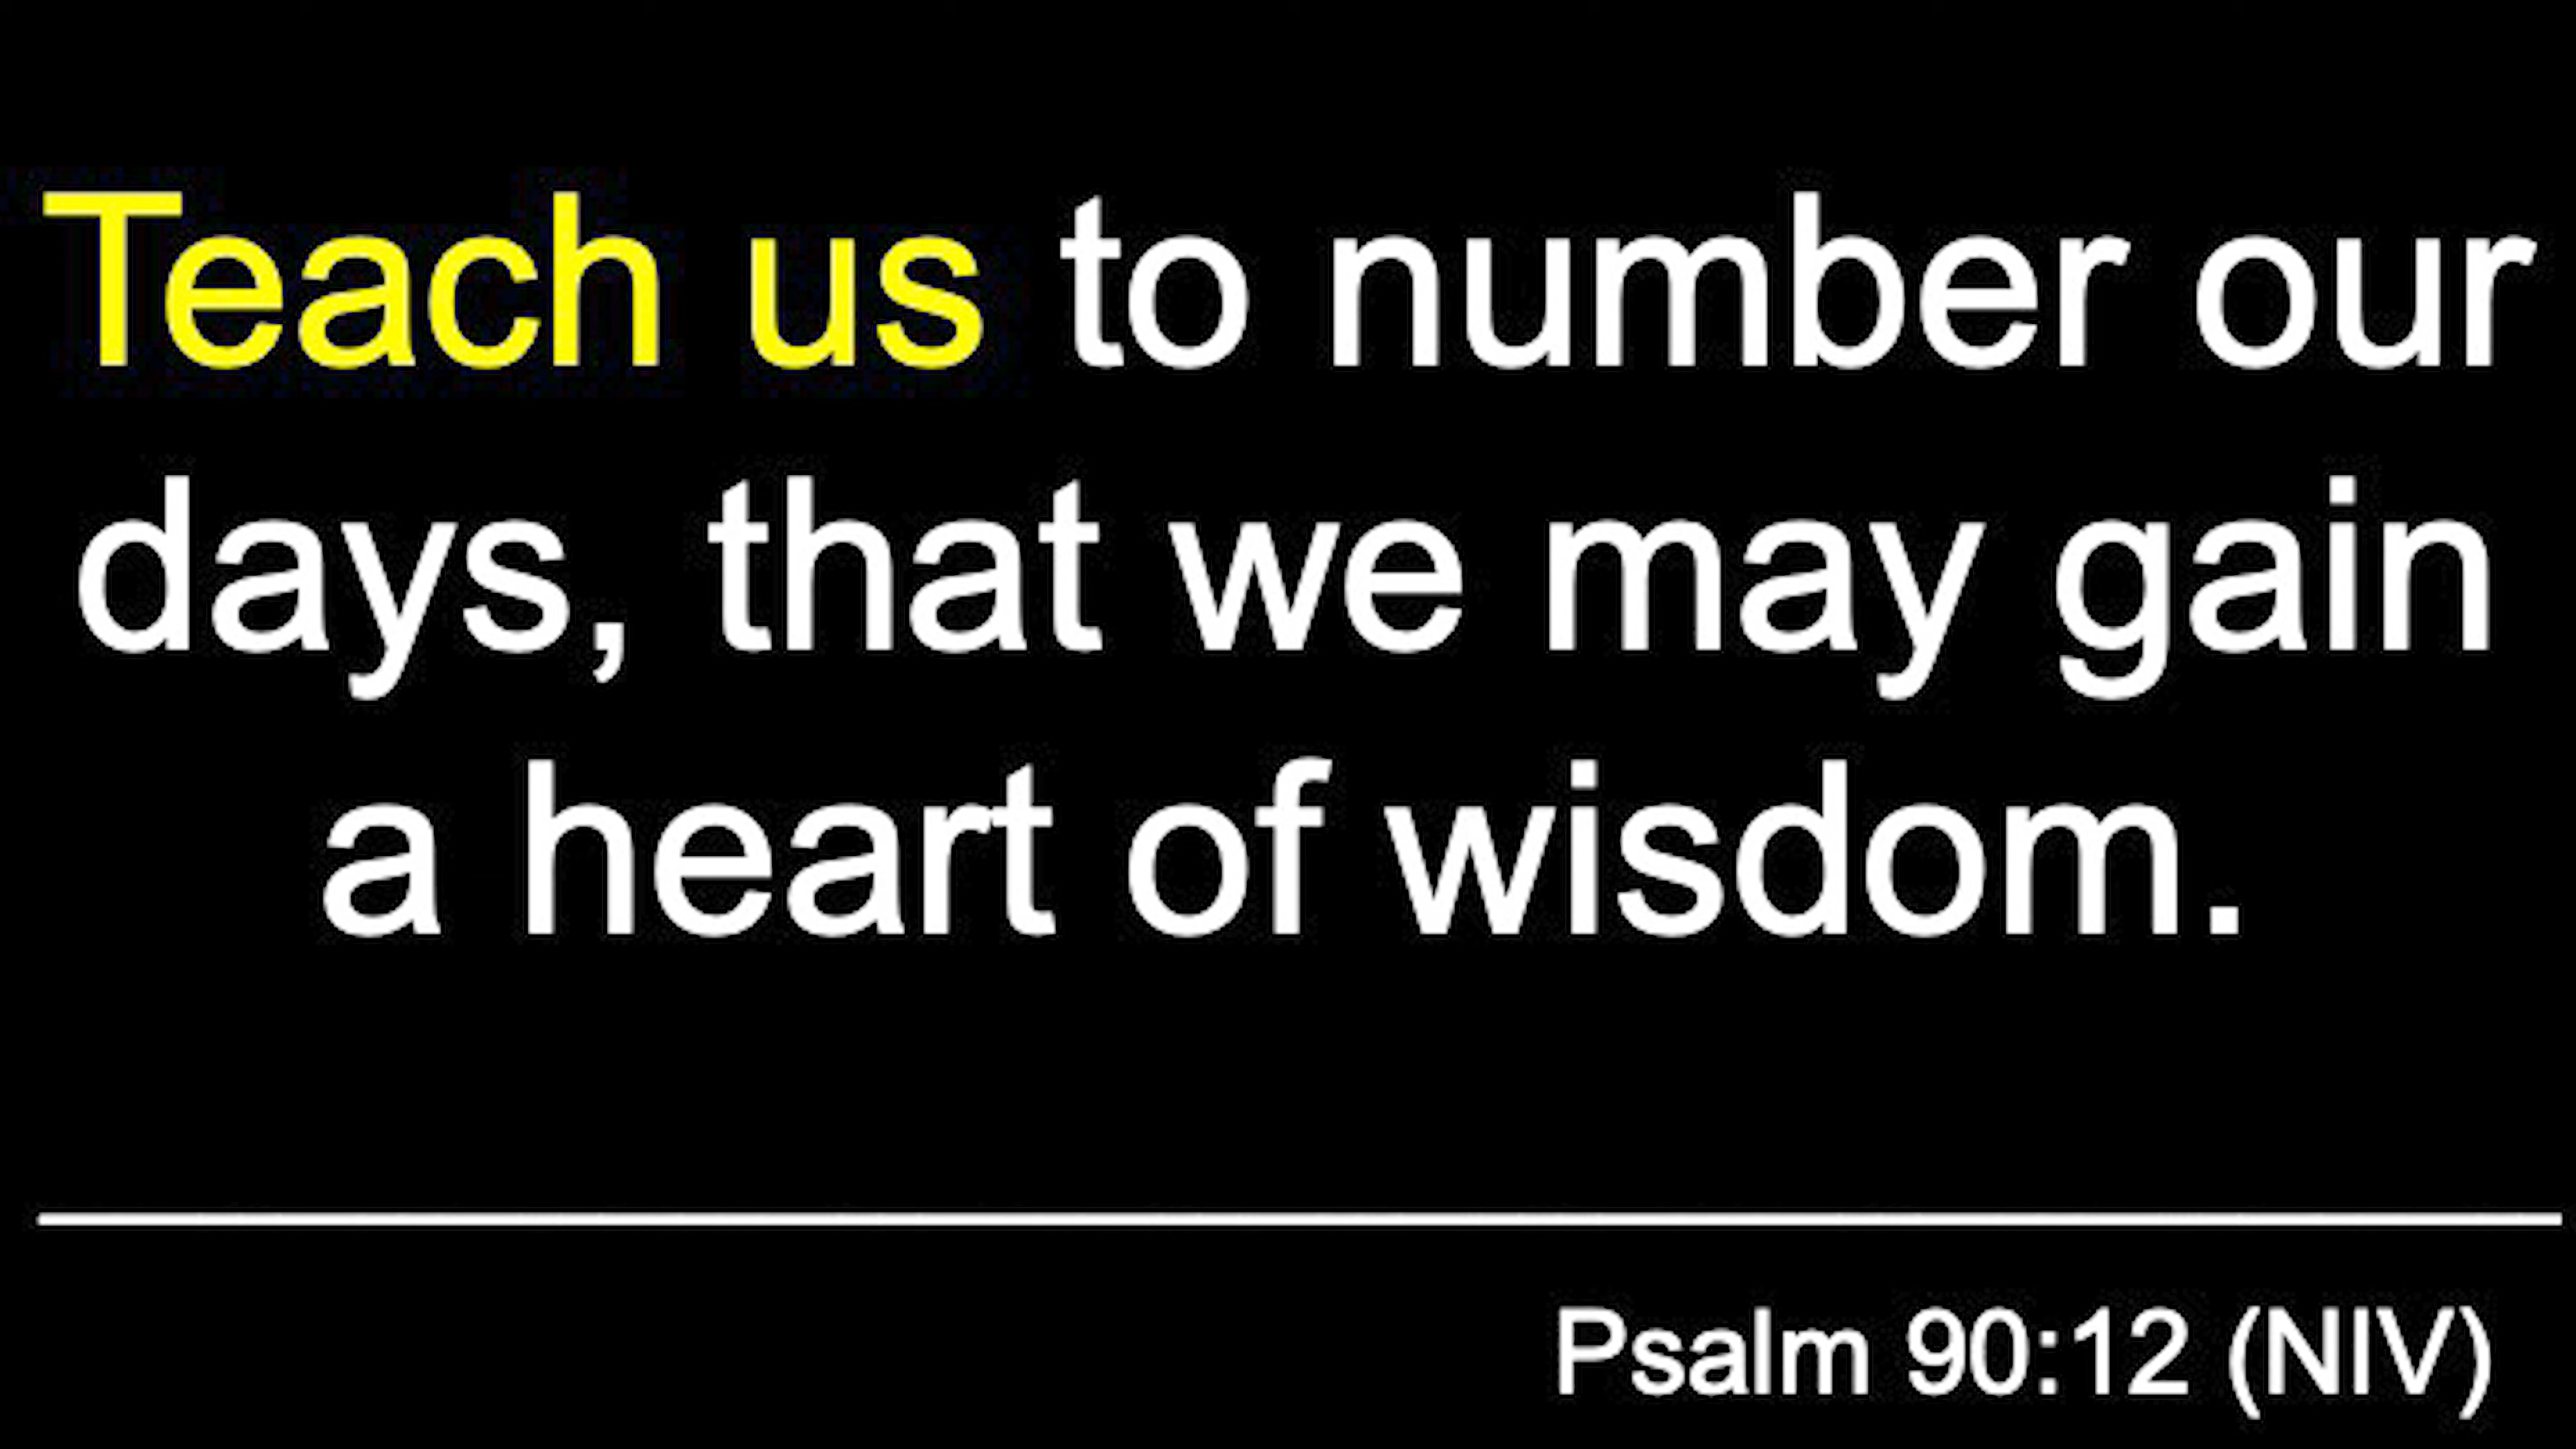 Teach us to number our
days, that we may gain
a heart of wisdom.
Psalm 90:12 (NIV)